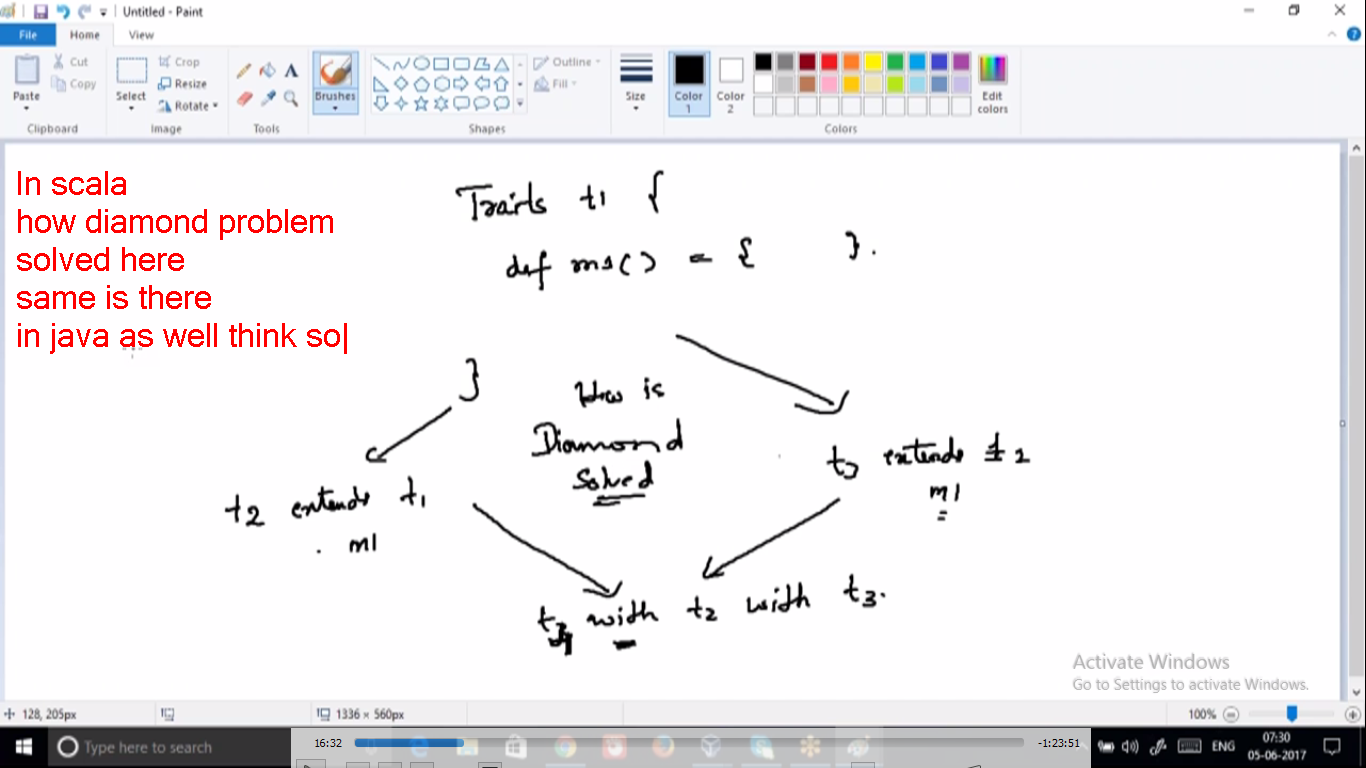 Untitled - Paint
File
Home
View
Paste
Cut
Copy
Clipboard
Select
Crop
Resize
Rotate
Image
Tools
Brushes
Shapes
Outline
Fill
Size
Color 1
Color 2
Edit colors
Colors
In scala
how diamond problem
solved here
same is there
in java as well think so
Traits t1 {
def m1() = { }.
}
How is
Diamond
Solved
t2 extends t1
m1
extends
m1
with t2 with t3.
Activate Windows
Go to Settings to activate Windows.
128, 205px
1336 × 560px
100%
Type here to search
16:32
-1:23:51
ENG
07:30
05-06-2017